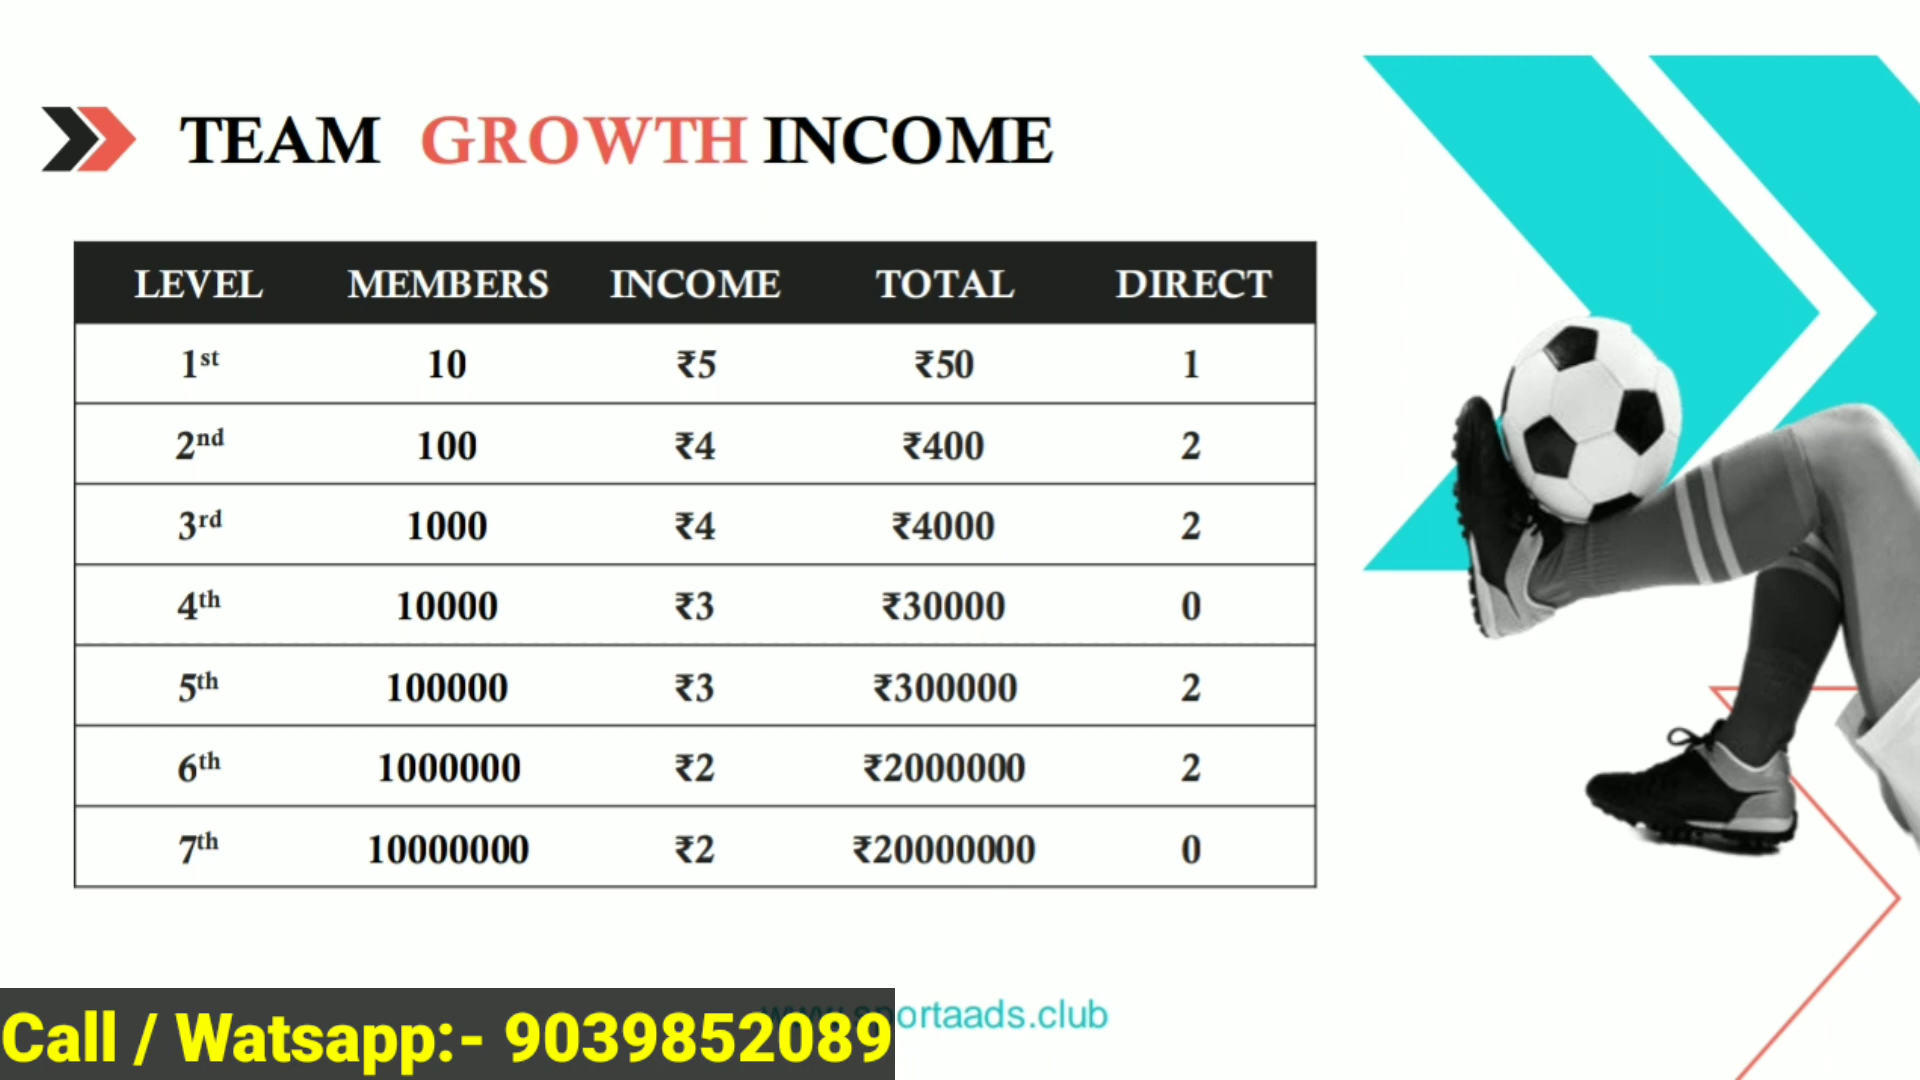 TEAM GROWTH INCOME
LEVEL MEMBERS INCOME TOTAL DIRECT
1st 10 ₹5 ₹50 1
2nd 100 ₹4 ₹400 2
3rd 1000 ₹4 ₹4000 2
4th 10000 ₹3 ₹30000 0
5th 100000 ₹3 ₹300000 2
6th 1000000 ₹2 ₹2000000 2
7th 10000000 ₹2 ₹20000000 0
ortaads.club
Call / Watsapp:- 9039852089